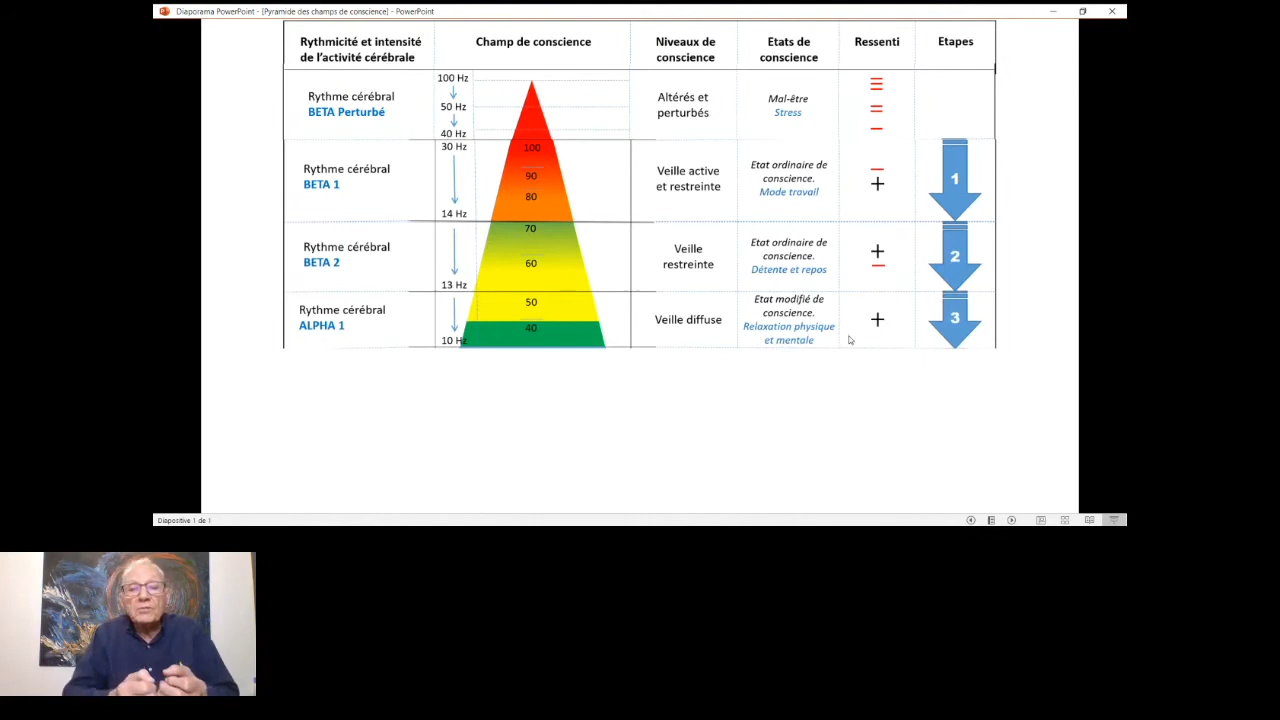 Diaporama PowerPoint - [Pyramide des champs de conscience] - PowerPoint
Rythmicité et intensité
de l'activité cérébrale
Champ de conscience
Niveaux de
conscience
Etats de
conscience
Ressenti
Etapes
Rythme cérébral
BETA Perturbé
100 Hz
50 Hz
40 Hz
Altérés et
perturbés
Mal-être
Stress
Rythme cérébral
BETA 1
30 Hz
14 Hz
100
90
80
Veille active
et restreinte
Etat ordinaire de
conscience.
Mode travail
+
1
Rythme cérébral
BETA 2
13 Hz
70
60
Veille
restreinte
Etat ordinaire de
conscience.
Détente et repos
+
2
Rythme cérébral
ALPHA 1
10 Hz
50
40
Veille diffuse
Etat modifié de
conscience.
Relaxation physique
et mentale
+
3
Diapositive 1 de 1